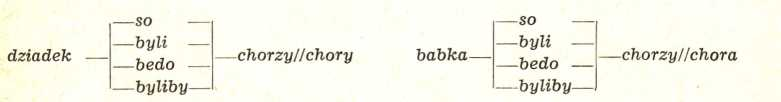 so so
byli byli
dziadek chorzy//chory babka chorzy//chora
bedo bedo
byliby byliby